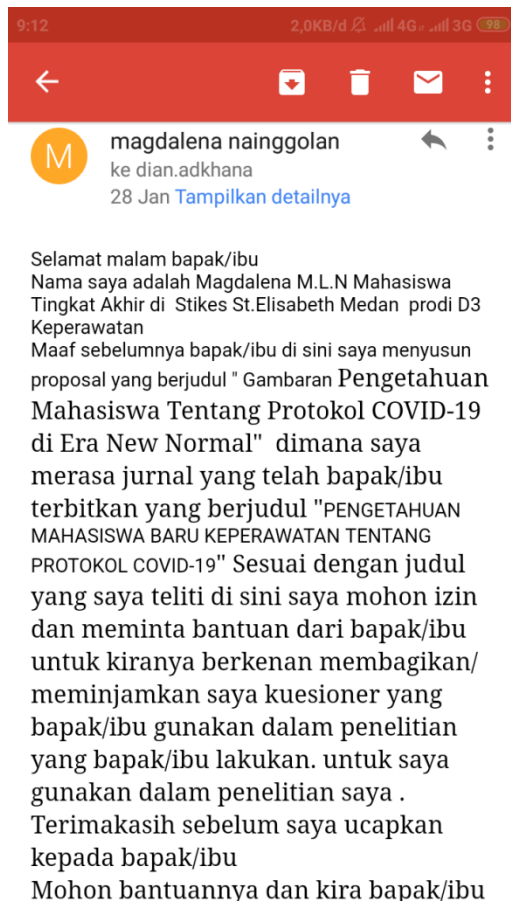 9:12
2,0KB/d 4G 3G 98
M
magdalena nainggolan
ke dian.adkhana
28 Jan Tampilkan detailnya
Selamat malam bapak/ibu
Nama saya adalah Magdalena M.L.N Mahasiswa
Tingkat Akhir di Stikes St.Elisabeth Medan prodi D3
Keperawatan
Maaf sebelumnya bapak/ibu di sini saya menyusun
proposal yang berjudul " Gambaran Pengetahuan
Mahasiswa Tentang Protokol COVID-19
di Era New Normal" dimana saya
merasa jurnal yang telah bapak/ibu
terbitkan yang berjudul "PENGETAHUAN
MAHASISWA BARU KEPERAWATAN TENTANG
PROTOKOL COVID-19" Sesuai dengan judul
yang saya teliti di sini saya mohon izin
dan meminta bantuan dari bapak/ibu
untuk kiranya berkenan membagikan/
meminjamkan saya kuesioner yang
bapak/ibu gunakan dalam penelitian
yang bapak/ibu lakukan. untuk saya
gunakan dalam penelitian saya .
Terimakasih sebelum saya ucapkan
kepada bapak/ibu
Mohon bantuannya dan kira bapak/ibu